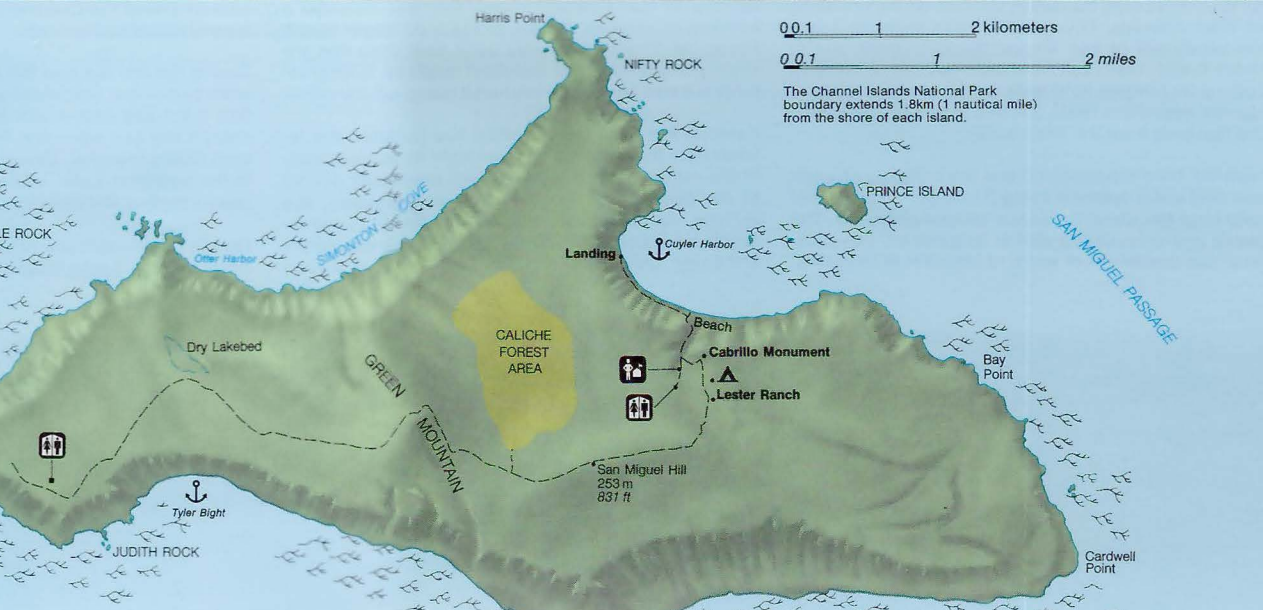 Harris Point
0 0.1 1 2 kilometers
0 0.1 1 2 miles
NIFTY ROCK
The Channel Islands National Park
boundary extends 1.8km (1 nautical mile)
from the shore of each island.
PRINCE ISLAND
SAN MIGUEL PASSAGE
LE ROCK
Otter Harbor
SIMONTON COVE
Landing
Cuyler Harbor
Beach
Dry Lakebed
CALICHE
FOREST
AREA
Cabrillo Monument
Bay
Point
GREEN
MOUNTAIN
Lester Ranch
San Miguel Hill
253 m
831 ft
Tyler Bight
JUDITH ROCK
Cardwell
Point